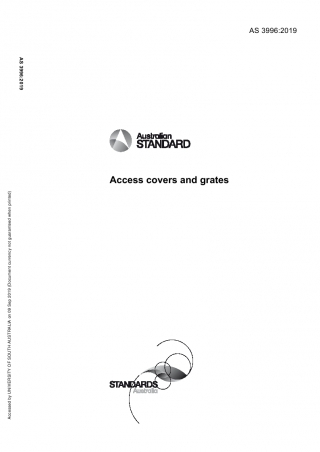 AS 3996:2019
AS 3996:2019
Australian
STANDARD
Access covers and grates
STANDARDS
Australia
Accessed by UNIVERSITY OF SOUTH AUSTRALIA on 09 Sep 2019 (Document currency not guaranteed when printed)